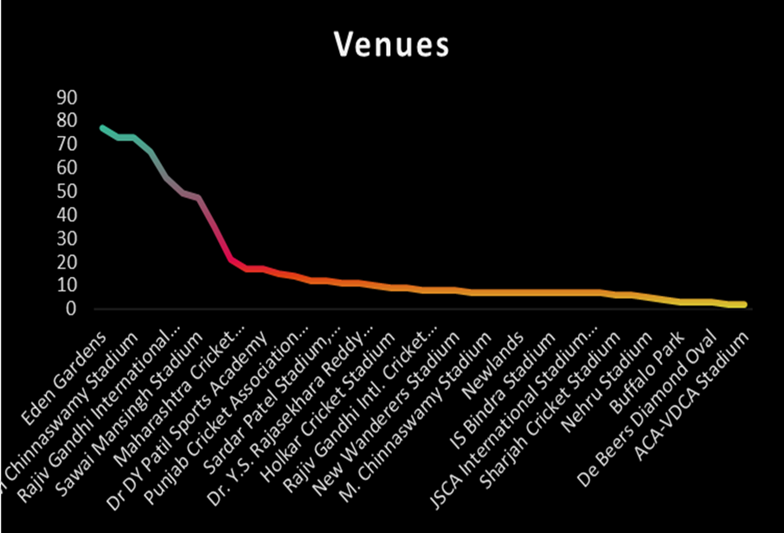 Venues
90
80
70
60
50
40
30
20
10
0
Eden Gardens
Chinnaswamy Stadium
Rajiv Gandhi International...
Sawai Mansingh Stadium
Maharashtra Cricket...
Dr DY Patil Sports Academy
Punjab Cricket Association...
Sardar Patel Stadium,...
Dr. Y.S. Rajasekhara Reddy...
Holkar Cricket Stadium
Rajiv Gandhi Intl. Cricket...
New Wanderers Stadium
M. Chinnaswamy Stadium
Newlands
IS Bindra Stadium
JSCA International Stadium...
Sharjah Cricket Stadium
Nehru Stadium
Buffalo Park
De Beers Diamond Oval
ACA-VDCA Stadium